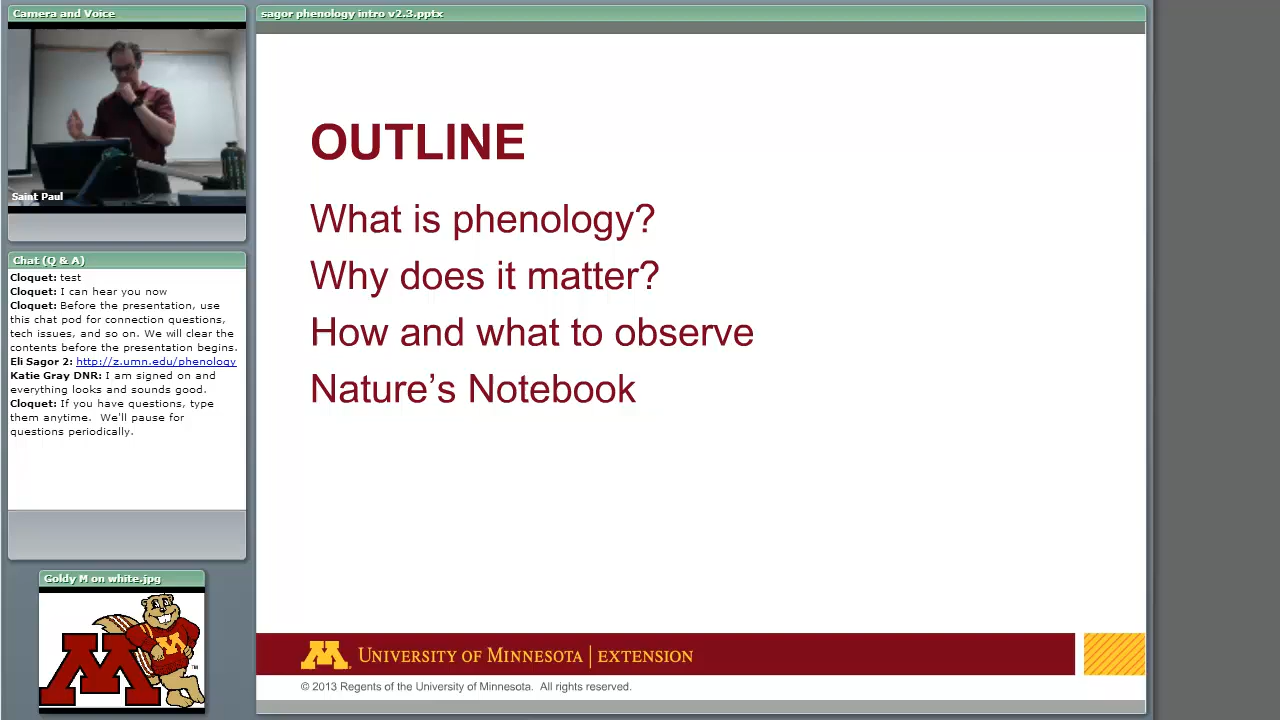 Camera and Voice
Saint Paul
Chat (Q & A)
Cloquet: test
Cloquet: I can hear you now
Cloquet: Before the presentation, use
this chat pod for connection questions,
tech issues, and so on. We will clear the
contents before the presentation begins.
Eli Sagor 2: http://z.umn.edu/phenology
Katie Gray DNR: I am signed on and
everything looks and sounds good.
Cloquet: If you have questions, type
them anytime.  We'll pause for
questions periodically.
Goldy M on white.jpg
M
M
TM
sagor phenology intro v2.3.pptx
OUTLINE
What is phenology?
Why does it matter?
How and what to observe
Nature’s Notebook
M UNIVERSITY OF MINNESOTA | EXTENSION
© 2013 Regents of the University of Minnesota.  All rights reserved.